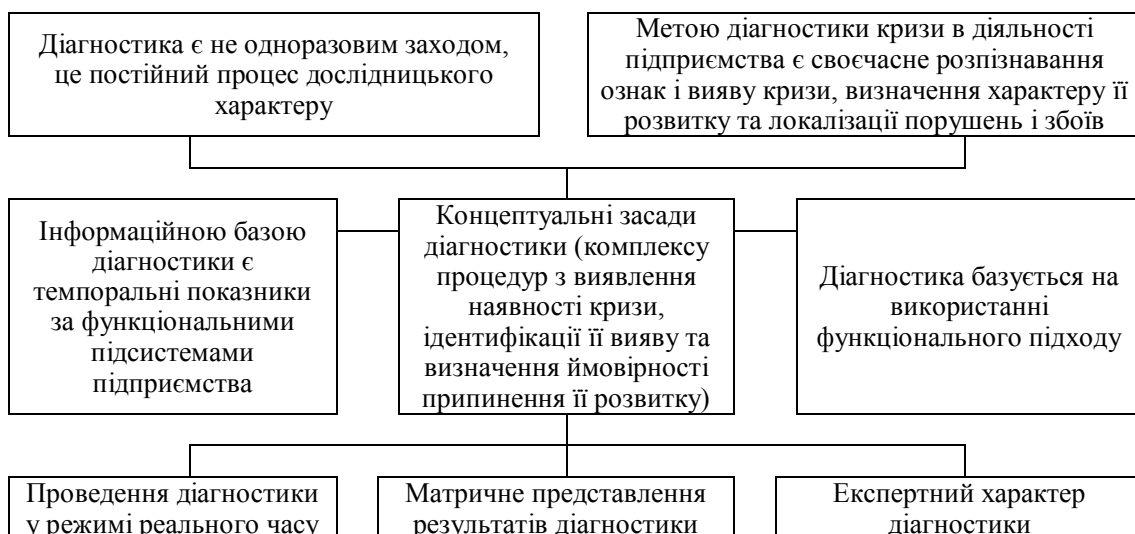 Діагностика є не одноразовим заходом,
це постійний процес дослідницького
характеру
Метою діагностики кризи в діяльності
підприємства є своєчасне розпізнавання
ознак і вияву кризи, визначення характеру її
розвитку та локалізації порушень і збоїв
Інформаційною базою
діагностики є
темпоральні показники
за функціональними
підсистемами
підприємства
Концептуальні засади
діагностики (комплексу
процедур з виявлення
наявності кризи,
ідентифікації її вияву та
визначення ймовірності
припинення її розвитку)
Діагностика базується на
використанні
функціонального підходу
Проведення діагностики
у режимі реального часу
Матричне представлення
результатів діагностики
Експертний характер
діагностики